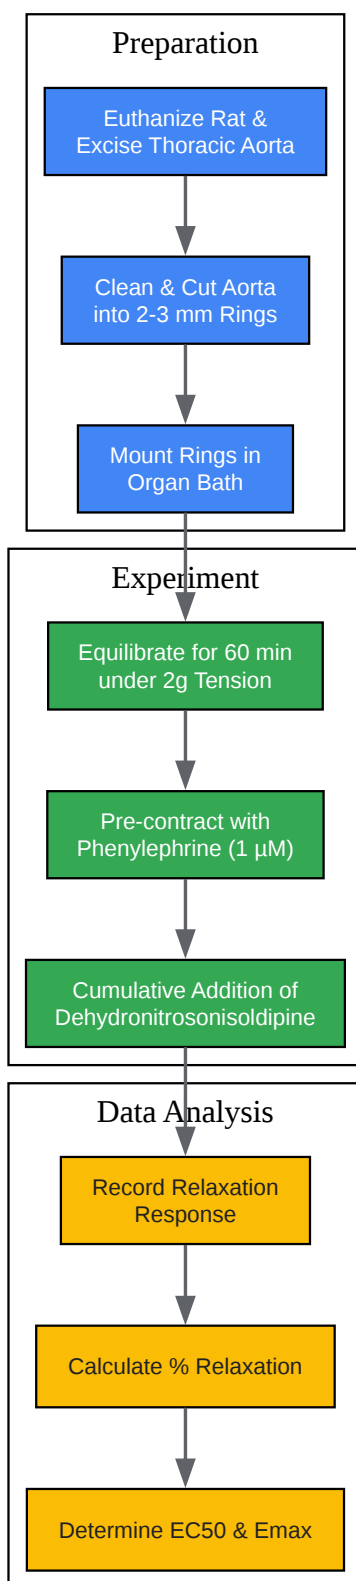 Preparation
Euthanize Rat &
Excise Thoracic Aorta
Clean & Cut Aorta
into 2-3 mm Rings
Mount Rings in
Organ Bath
Experiment
Equilibrate for 60 min
under 2g Tension
Pre-contract with
Phenylephrine (1 µM)
Cumulative Addition of
Dehydronitrosonisoldipine
Data Analysis
Record Relaxation
Response
Calculate % Relaxation
Determine EC50 & Emax